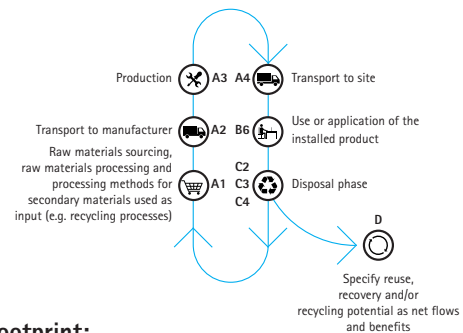 Production
A3
A4
Transport to site
Transport to manufacturer
A2
B6
Use or application of the
installed product
Raw materials sourcing,
raw materials processing and
processing methods for
secondary materials used as
input (e.g. recycling processes)
A1
C2
C3
C4
Disposal phase
D
Specify reuse,
recovery and/or
recycling potential as net flows
and benefits